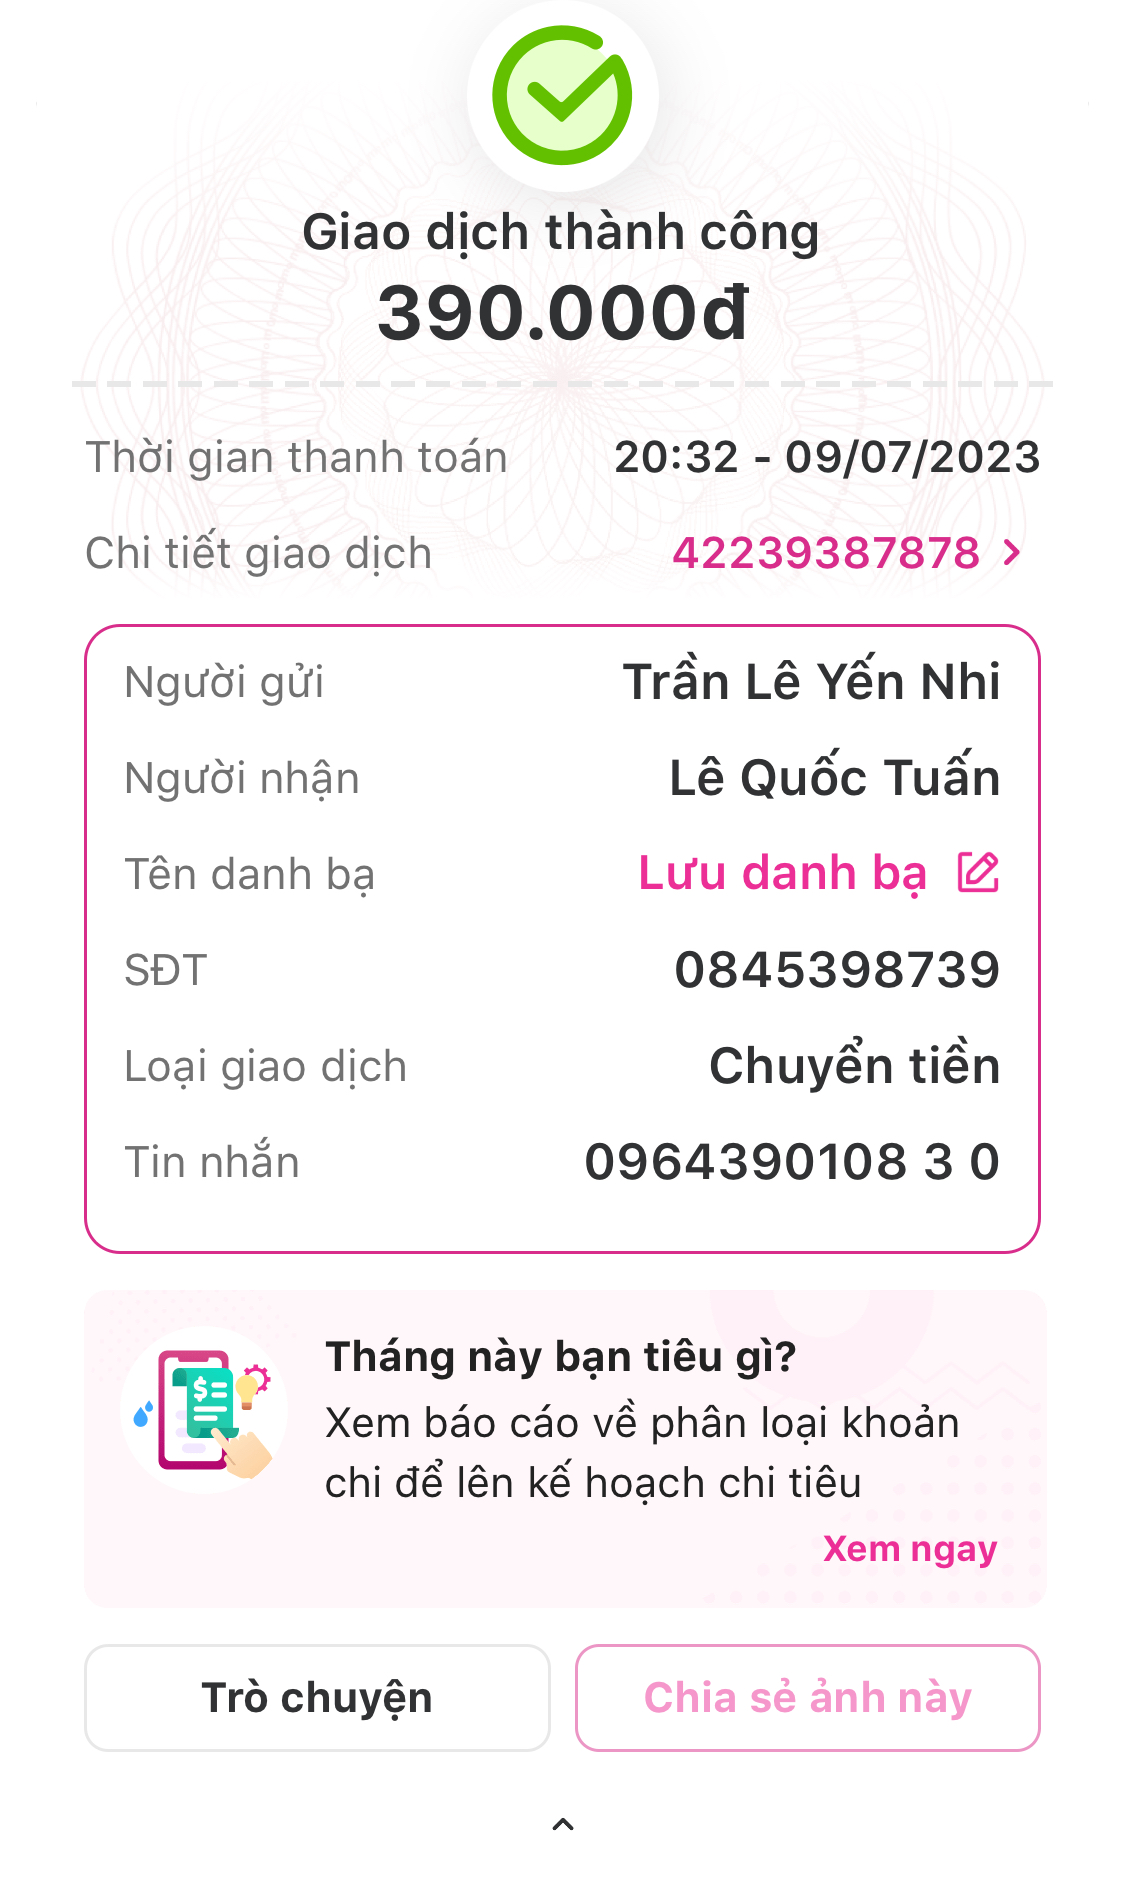 Giao dịch thành công
390.000đ
Thời gian thanh toán 20:32 - 09/07/2023
Chi tiết giao dịch 42239387878
Người gửi Trần Lê Yến Nhi
Người nhận Lê Quốc Tuấn
Tên danh bạ Lưu danh bạ
SĐT 0845398739
Loại giao dịch Chuyển tiền
Tin nhắn 0964390108 3 0
Tháng này bạn tiêu gì?
Xem báo cáo về phân loại khoản
chi để lên kế hoạch chi tiêu
Xem ngay
Trò chuyện Chia sẻ ảnh này